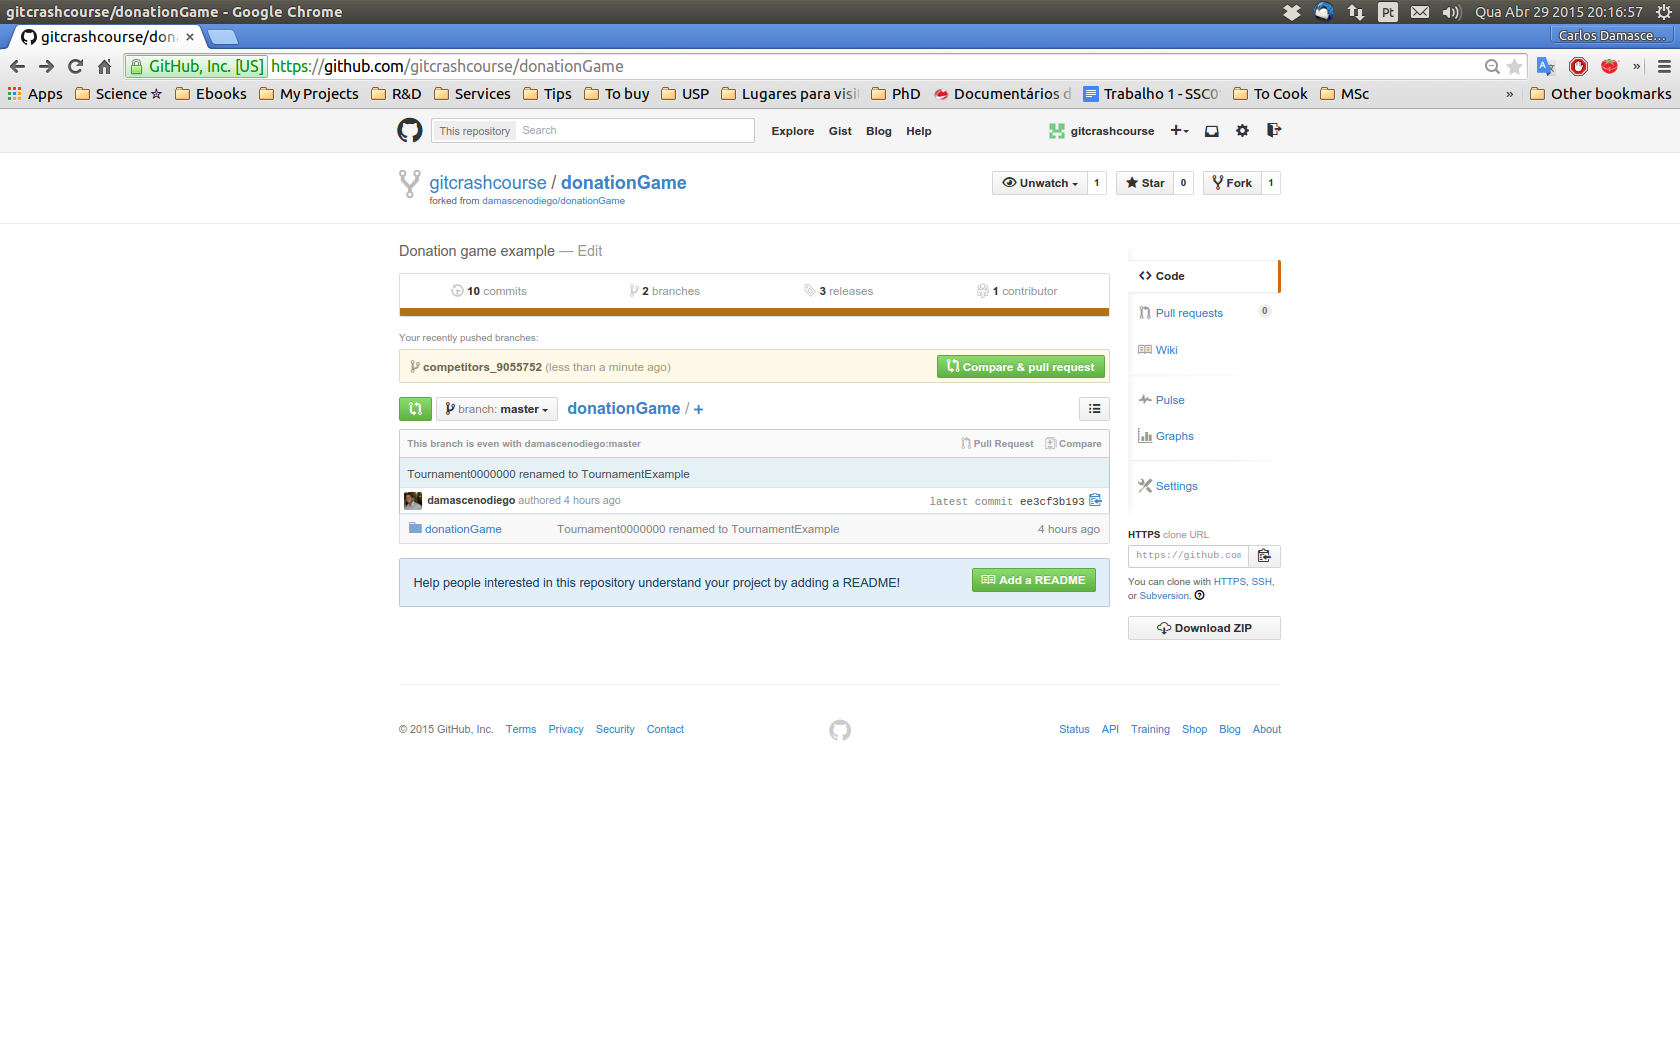 gitcrashcourse/donationGame - Google Chrome
Pt
Qua Abr 29 2015 20:16:57
gitcrashcourse/don
Carlos Damasce...
GitHub, Inc. [US] https://github.com/gitcrashcourse/donationGame
Apps Science ☆ Ebooks My Projects R&D Services Tips To buy USP Lugares para visi PhD Documentários d Trabalho 1 - SSC0 To Cook MSc » Other bookmarks
This repository Search Explore Gist Blog Help gitcrashcourse
gitcrashcourse / donationGame Unwatch 1 Star 0 Fork 1
forked from damascenodiego/donationGame
Donation game example — Edit
10 commits 2 branches 3 releases 1 contributor
Your recently pushed branches:
competitors_9055752 (less than a minute ago) Compare & pull request
branch: master donationGame / +
This branch is even with damascenodiego:master Pull Request Compare
Tournament0000000 renamed to TournamentExample
damascenodiego authored 4 hours ago latest commit ee3cf3b193
donationGame Tournament0000000 renamed to TournamentExample 4 hours ago
Help people interested in this repository understand your project by adding a README! Add a README
Code
Pull requests 0
Wiki
Pulse
Graphs
Settings
HTTPS clone URL
https://github.com
You can clone with HTTPS, SSH,
or Subversion.
Download ZIP
© 2015 GitHub, Inc. Terms Privacy Security Contact Status API Training Shop Blog About